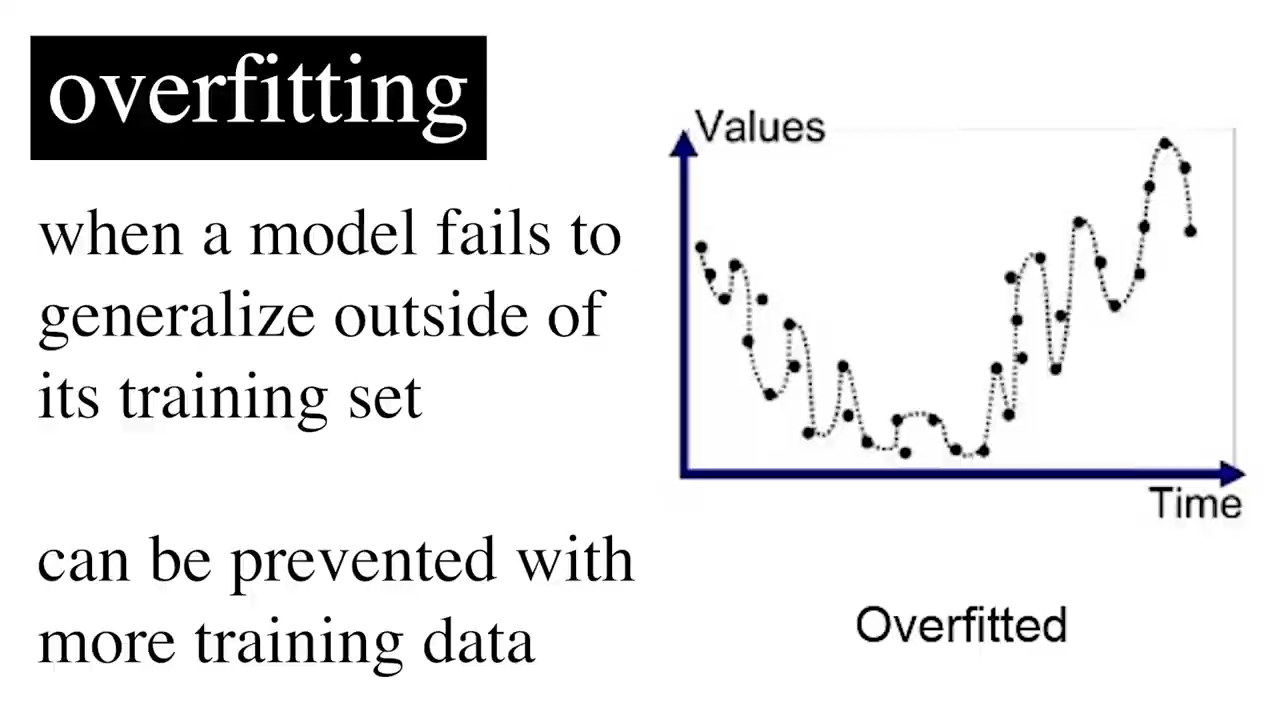 overfitting
when a model fails to
generalize outside of
its training set
can be prevented with
more training data
Values
Time
Overfitted